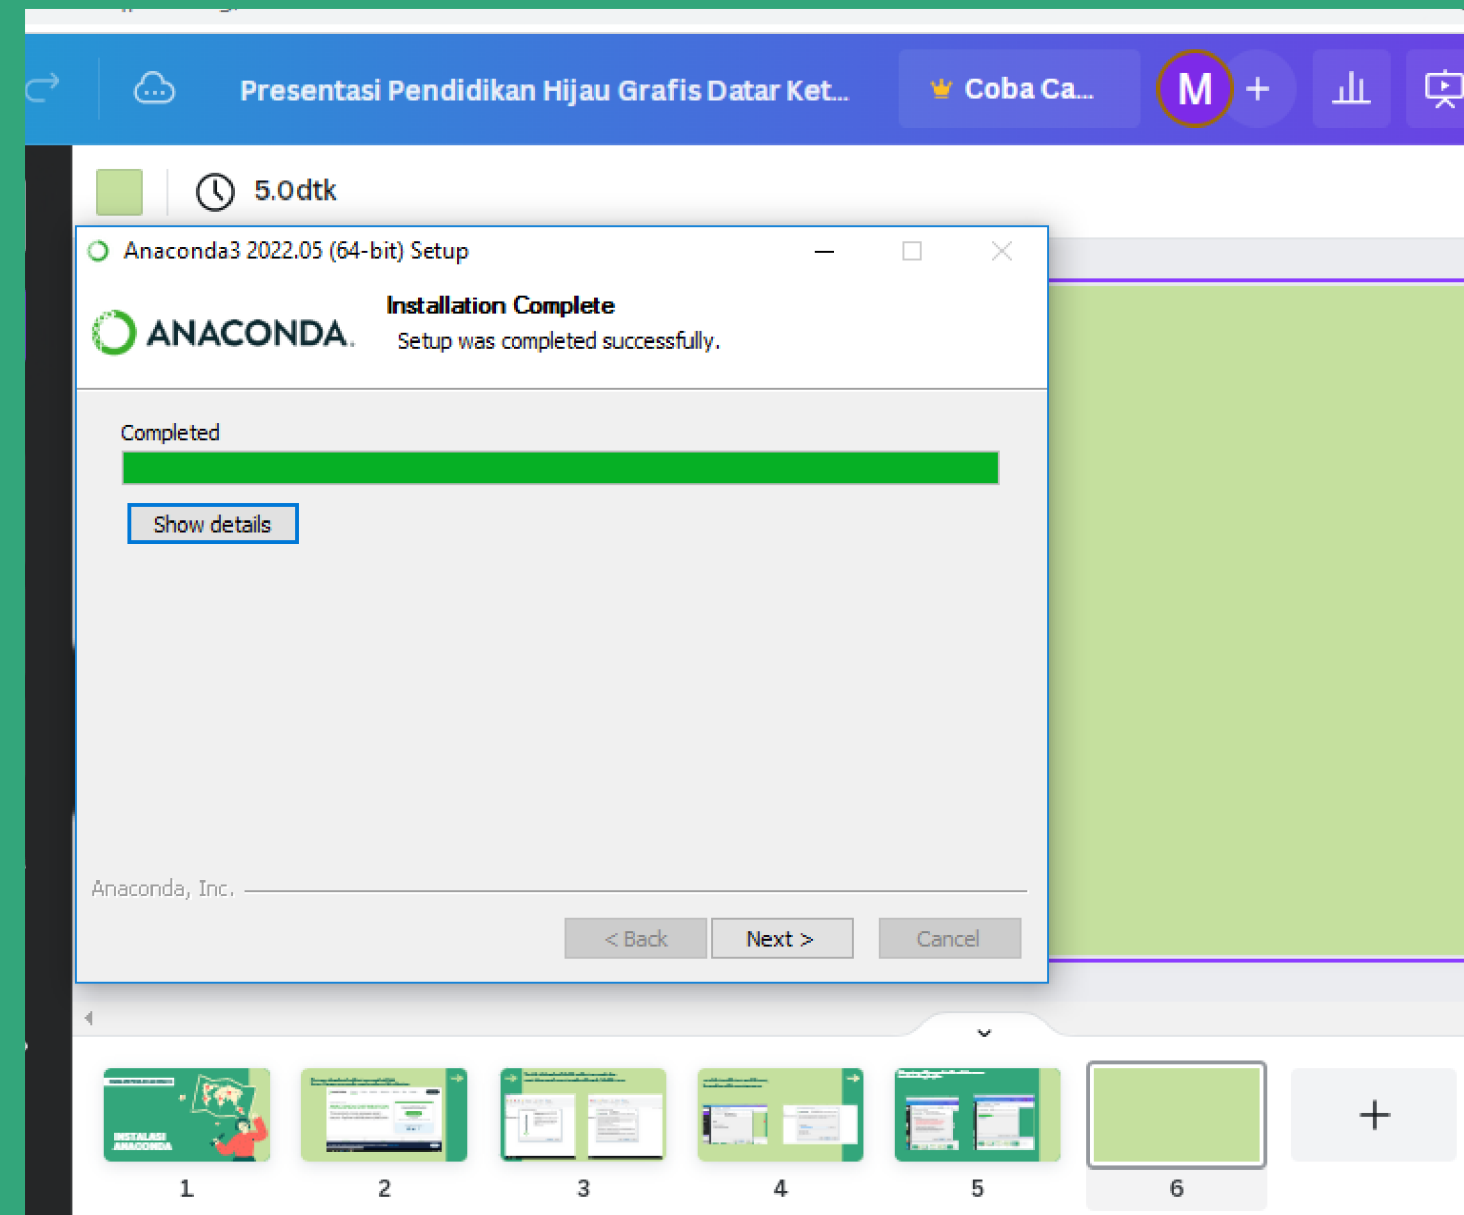 Presentasi Pendidikan Hijau Grafis Datar Ket...
Coba Ca...
M
+
5.0dtk
Anaconda3 2022.05 (64-bit) Setup
ANACONDA.
Installation Complete
Setup was completed successfully.
Completed
Show details
Anaconda, Inc.
< Back
Next >
Cancel
INSTALASI
ANACONDA
+
1
2
3
4
5
6